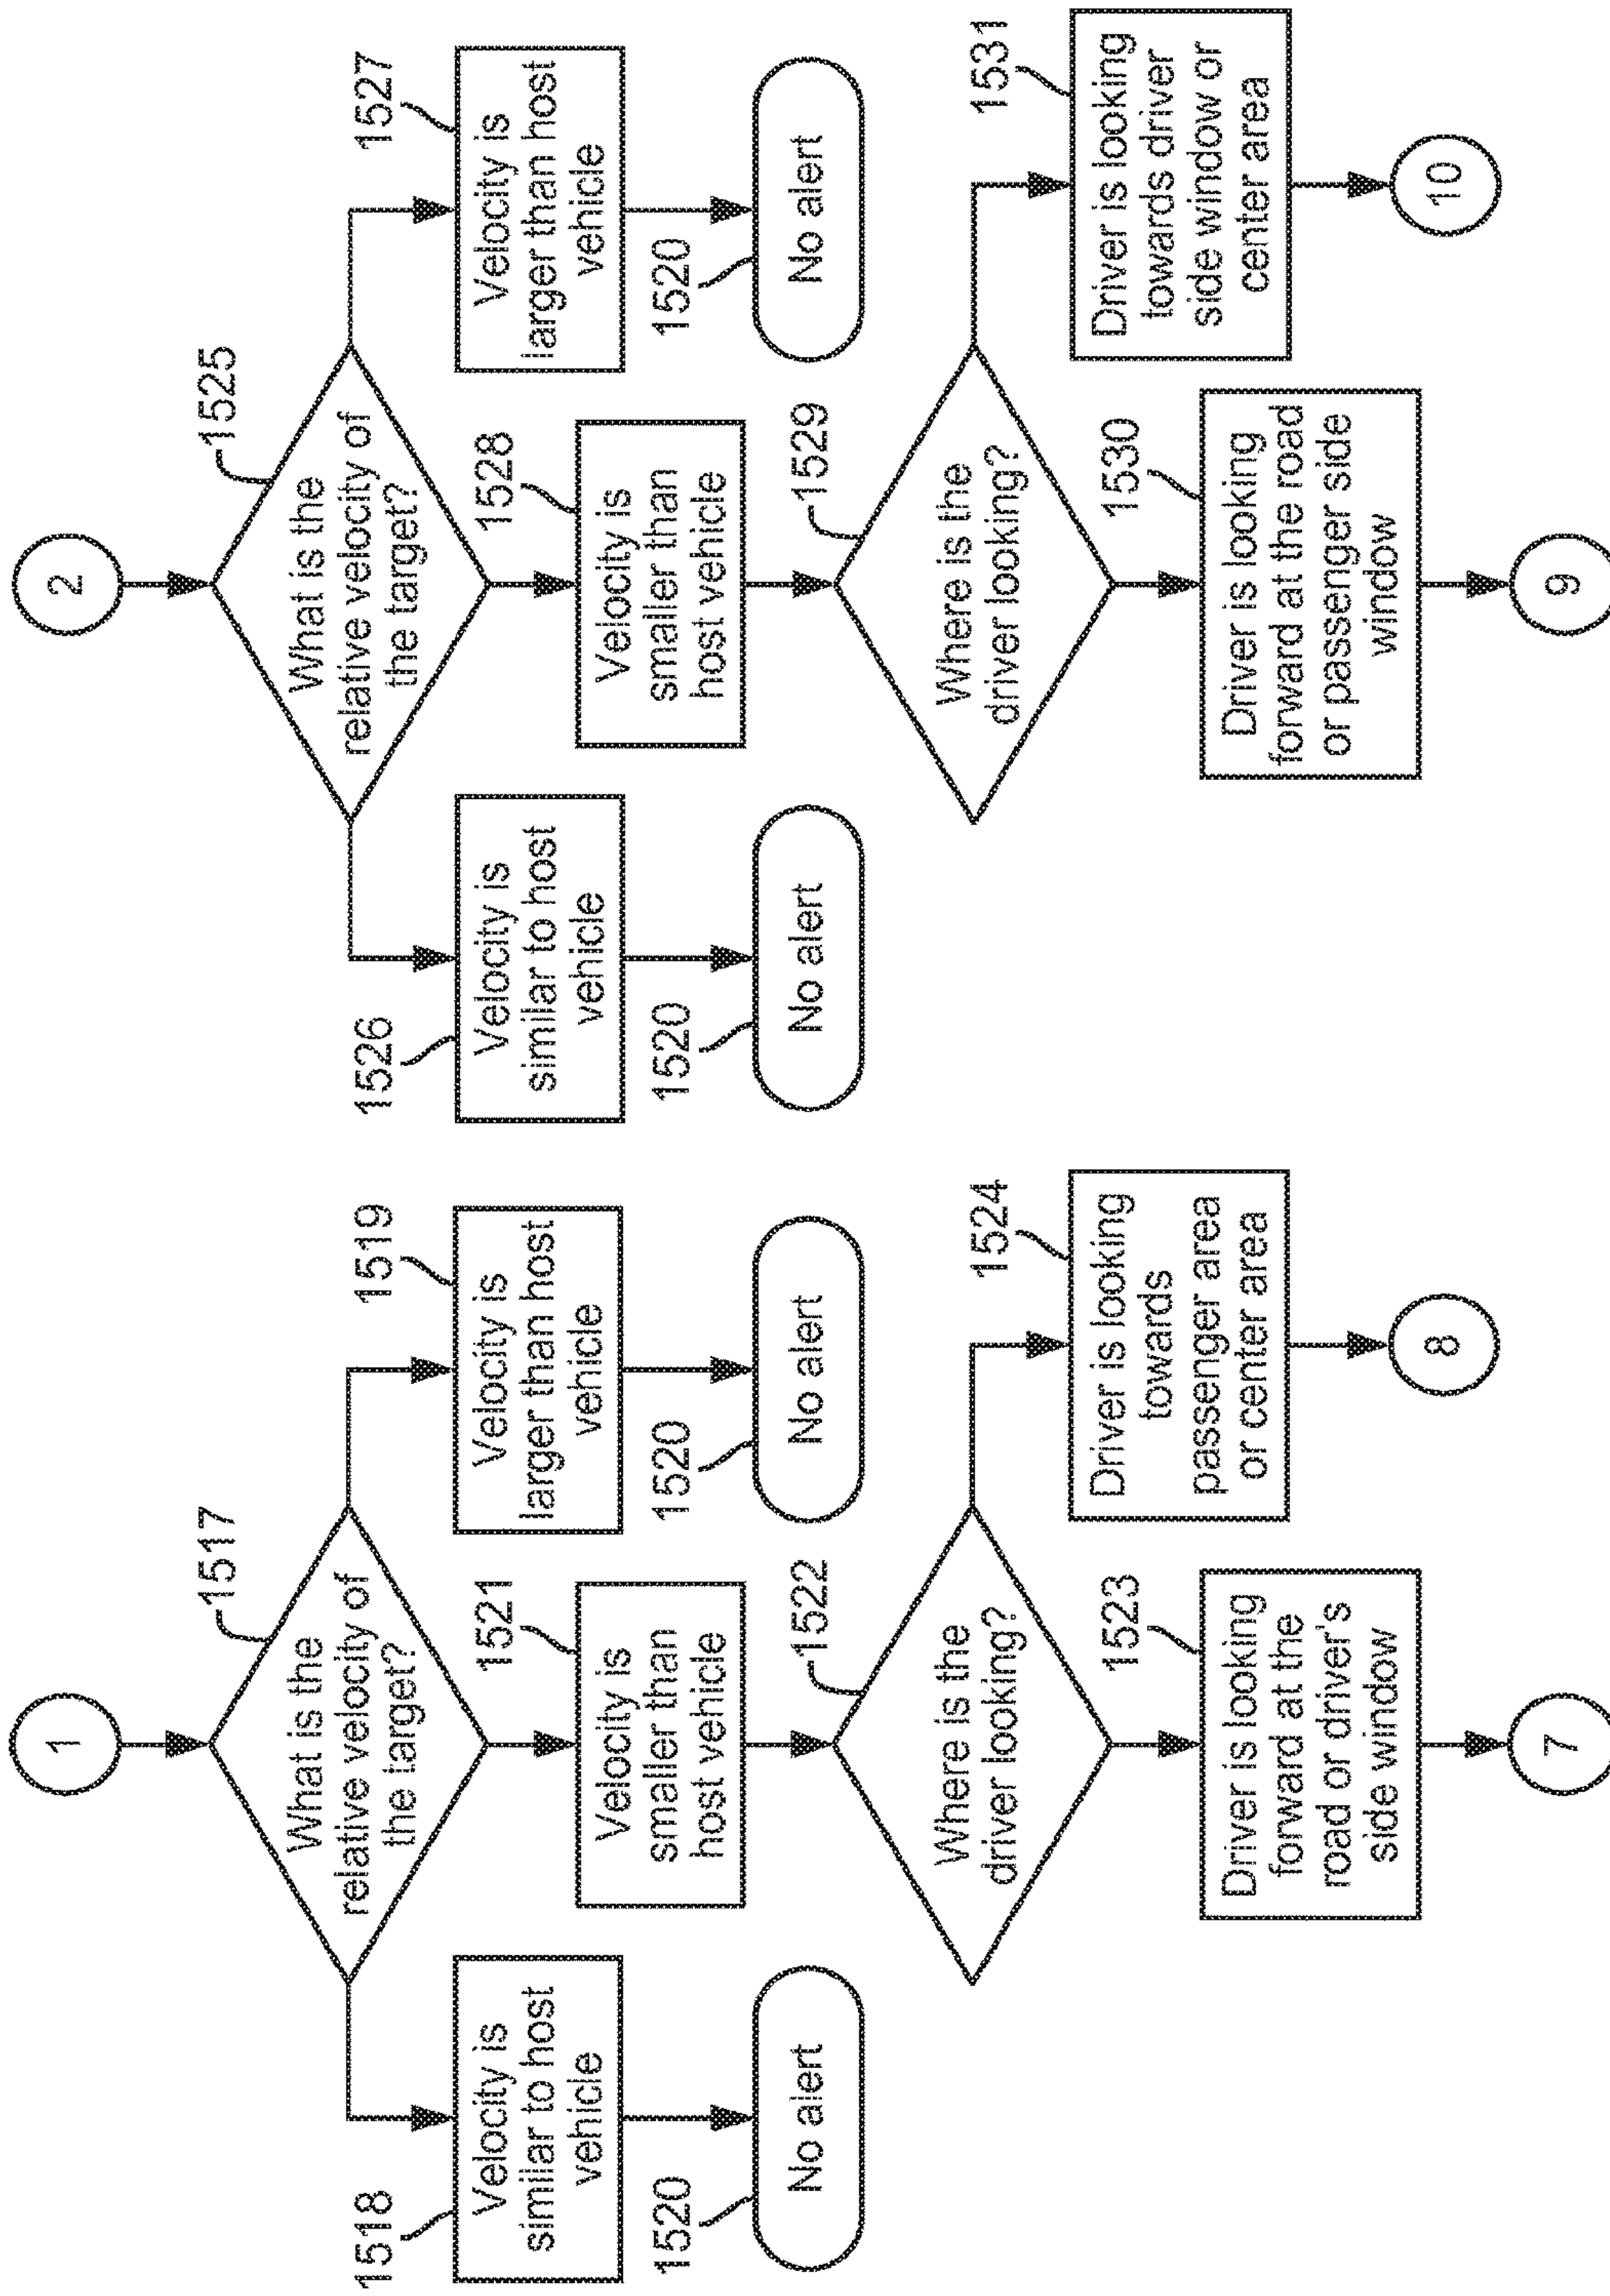 1
1517
What is the
relative velocity of
the target?
1518
Velocity is
similar to host
vehicle
1520
No alert
1521
Velocity is
smaller than
host vehicle
1519
Velocity is
larger than host
vehicle
1520
No alert
1522
Where is the
driver looking?
1523
Driver is looking
forward at the
road or driver's
side window
7
1524
Driver is looking
towards
passenger area
or center area
8
2
1525
What is the
relative velocity of
the target?
1526
Velocity is
similar to host
vehicle
1520
No alert
1528
Velocity is
smaller than
host vehicle
1527
Velocity is
larger than host
vehicle
1520
No alert
1529
Where is the
driver looking?
1530
Driver is looking
forward at the road
or passenger side
window
9
1531
Driver is looking
towards driver
side window or
center area
10